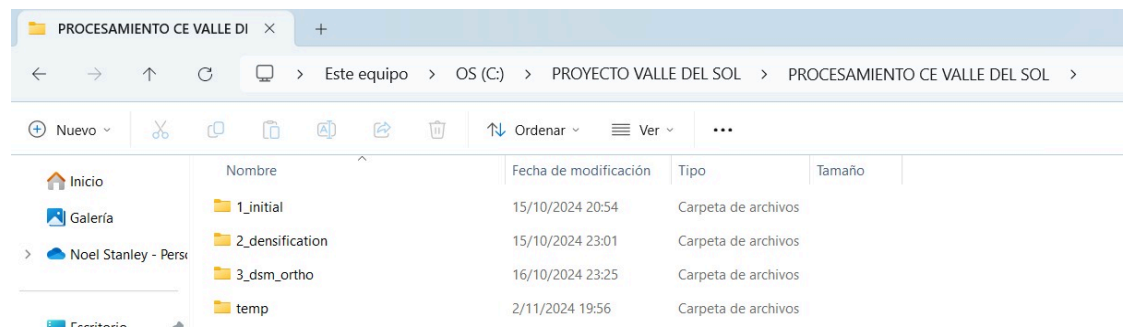 PROCESAMIENTO CE VALLE DI
Este equipo > OS (C:) > PROYECTO VALLE DEL SOL > PROCESAMIENTO CE VALLE DEL SOL >
Nuevo Ordenar Ver
Nombre Fecha de modificación Tipo Tamaño
Inicio
Galería
Noel Stanley - Perso
1_initial 15/10/2024 20:54 Carpeta de archivos
2_densification 15/10/2024 23:01 Carpeta de archivos
3_dsm_ortho 16/10/2024 23:25 Carpeta de archivos
temp 2/11/2024 19:56 Carpeta de archivos
Escritorio